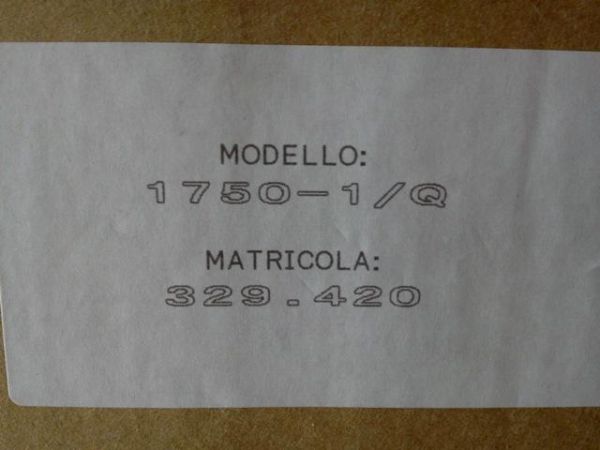 MODELLO:
1750-1/Q
MATRICOLA:
329.420